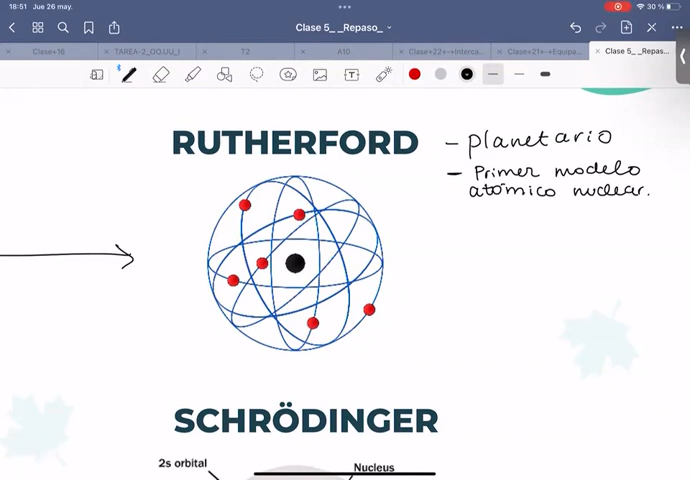 18:51 Jue 26 may.
30 %
Clase 5_ _Repaso_
Clase+16
TAREA-2_OO.UU_I
T2
A10
Clase+22+-+Interca...
Clase+21+-+Equipa...
Clase 5_ _Repaso...
RUTHERFORD
- planetario
- Primer modelo
atómico nuclear.
SCHRÖDINGER
2s orbital
Nucleus